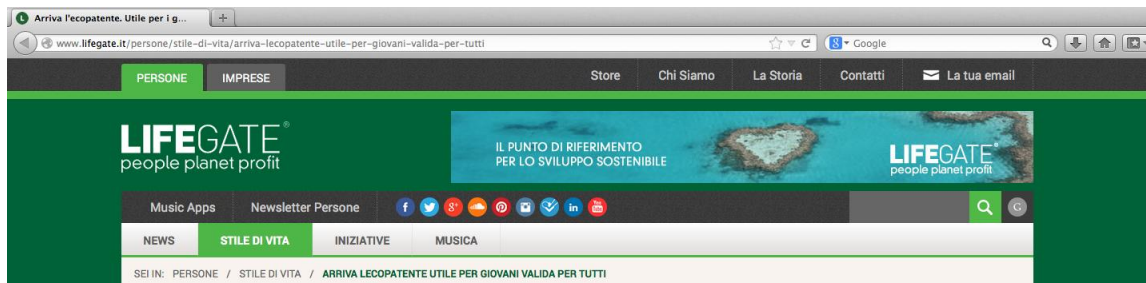 Arriva l'ecopatente. Utile per i g...
www.lifegate.it/persone/stile-di-vita/arriva-lecopatente-utile-per-giovani-valida-per-tutti
Google
PERSONE IMPRESE Store Chi Siamo La Storia Contatti La tua email
LIFEGATE®
people planet profit
IL PUNTO DI RIFERIMENTO
PER LO SVILUPPO SOSTENIBILE
LIFEGATE®
people planet profit
Music Apps Newsletter Persone
NEWS STILE DI VITA INIZIATIVE MUSICA
SEI IN: PERSONE / STILE DI VITA / ARRIVA LECOPATENTE UTILE PER GIOVANI VALIDA PER TUTTI